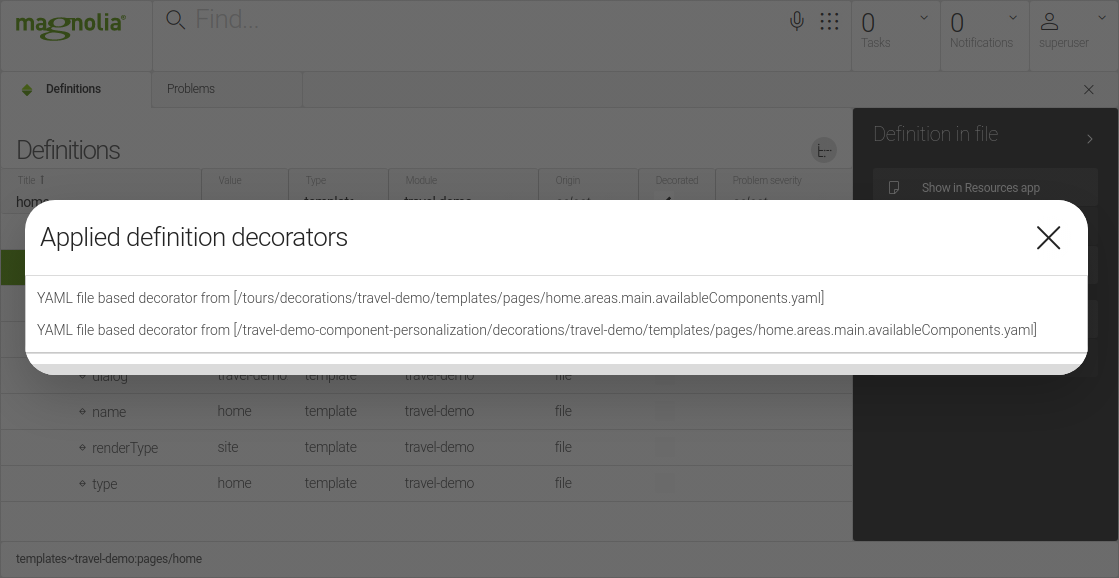 magnolia®
Find...
0
Tasks
0
Notifications
superuser
Definitions
Problems
Definitions
Definition in file
Title 1
Value
Type
Module
Origin
Decorated
Problem severity
Show in Resources app
home
template
travel-demo
select
select
Applied definition decorators
YAML file based decorator from [/tours/decorations/travel-demo/templates/pages/home.areas.main.availableComponents.yaml]
YAML file based decorator from [/travel-demo-component-personalization/decorations/travel-demo/templates/pages/home.areas.main.availableComponents.yaml]
dialog travel-demo template travel-demo file
name home template travel-demo file
renderType site template travel-demo file
type home template travel-demo file
templates~travel-demo:pages/home